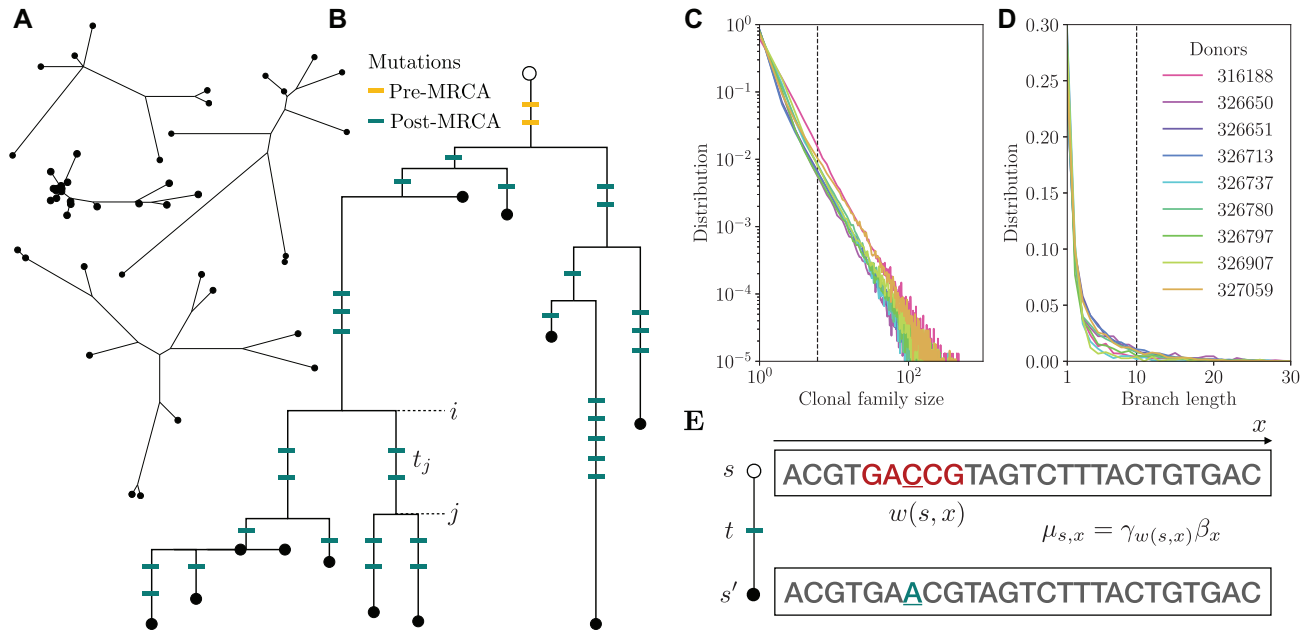 A
B
Mutations
Pre-MRCA
Post-MRCA
i
t_j
j
C
10^0
10^{-1}
10^{-2}
10^{-3}
10^{-4}
10^{-5}
Distribution
10^0
10^2
Clonal family size
D
0.30
0.25
0.20
0.15
0.10
0.05
0.00
Distribution
1
10
20
30
Branch length
Donors
316188
326650
326651
326713
326737
326780
326797
326907
327059
E
x
s
ACGTGACCGTAGTCTTTACTGTGAC
w(s, x)
t
μ_{s,x} = γ_{w(s,x)}β_x
s′
ACGTGAACGTAGTCTTTACTGTGAC